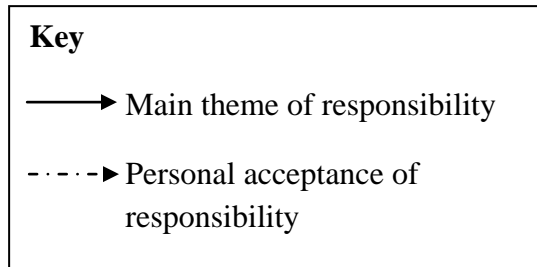 Key
Main theme of responsibility
Personal acceptance of
responsibility